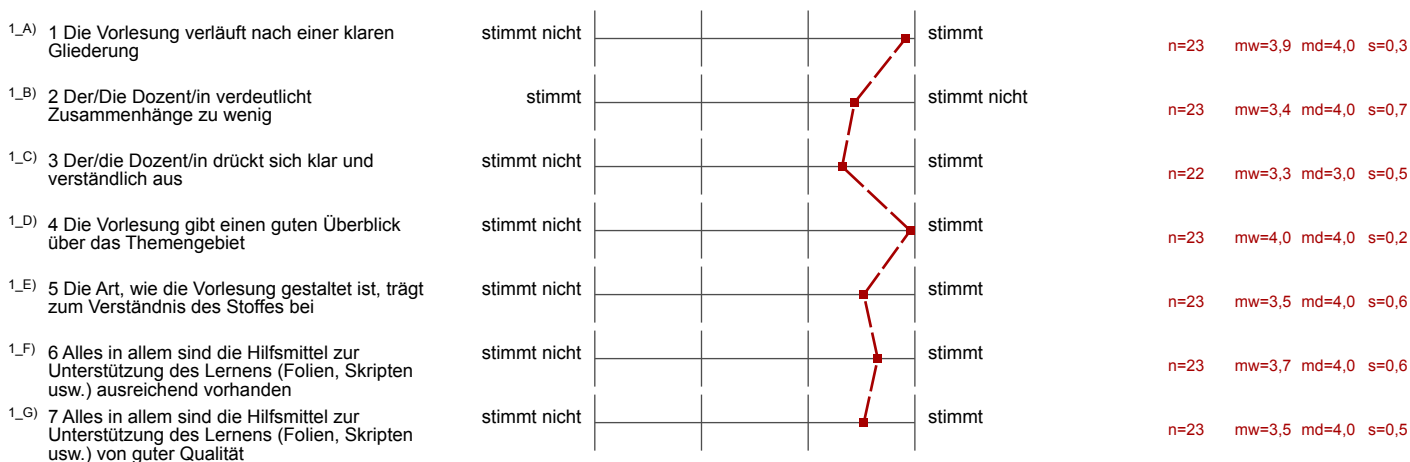 1_A) 1 Die Vorlesung verläuft nach einer klaren
Gliederung
stimmt nicht
stimmt
n=23 mw=3,9 md=4,0 s=0,3
1_B) 2 Der/Die Dozent/in verdeutlicht
Zusammenhänge zu wenig
stimmt
stimmt nicht
n=23 mw=3,4 md=4,0 s=0,7
1_C) 3 Der/die Dozent/in drückt sich klar und
verständlich aus
stimmt nicht
stimmt
n=22 mw=3,3 md=3,0 s=0,5
1_D) 4 Die Vorlesung gibt einen guten Überblick
über das Themengebiet
stimmt nicht
stimmt
n=23 mw=4,0 md=4,0 s=0,2
1_E) 5 Die Art, wie die Vorlesung gestaltet ist, trägt
zum Verständnis des Stoffes bei
stimmt nicht
stimmt
n=23 mw=3,5 md=4,0 s=0,6
1_F) 6 Alles in allem sind die Hilfsmittel zur
Unterstützung des Lernens (Folien, Skripten
usw.) ausreichend vorhanden
stimmt nicht
stimmt
n=23 mw=3,7 md=4,0 s=0,6
1_G) 7 Alles in allem sind die Hilfsmittel zur
Unterstützung des Lernens (Folien, Skripten
usw.) von guter Qualität
stimmt nicht
stimmt
n=23 mw=3,5 md=4,0 s=0,5